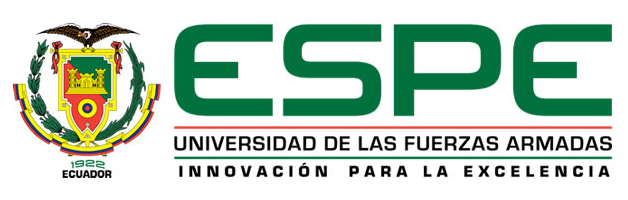 ESPE
UNIVERSIDAD DE LAS FUERZAS ARMADAS
INNOVACIÓN PARA LA EXCELENCIA
1922
ECUADOR